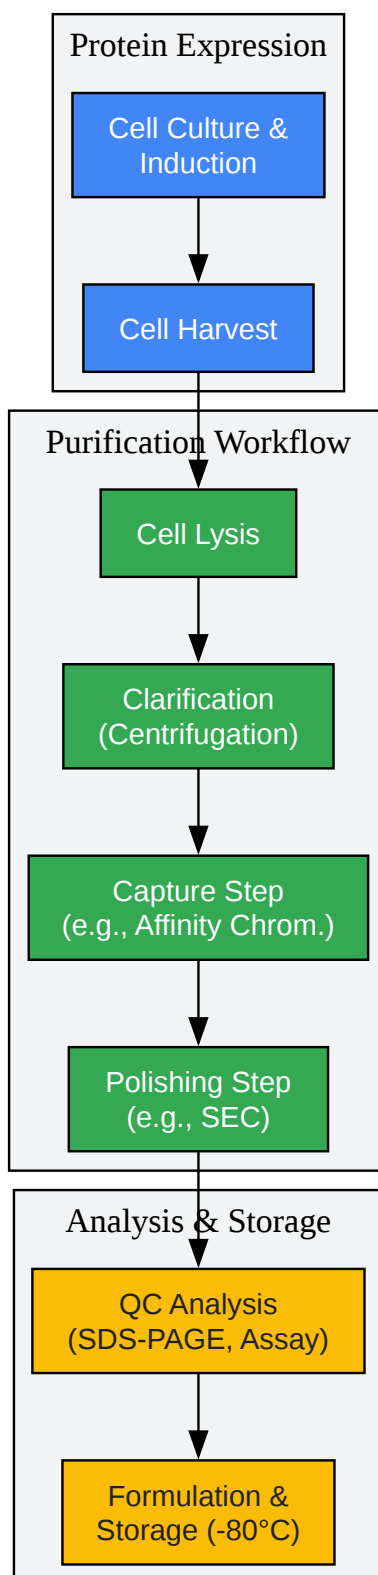 Protein Expression
Cell Culture &
Induction
Cell Harvest
Purification Workflow
Cell Lysis
Clarification
(Centrifugation)
Capture Step
(e.g., Affinity Chrom.)
Polishing Step
(e.g., SEC)
Analysis & Storage
QC Analysis
(SDS-PAGE, Assay)
Formulation &
Storage (-80°C)